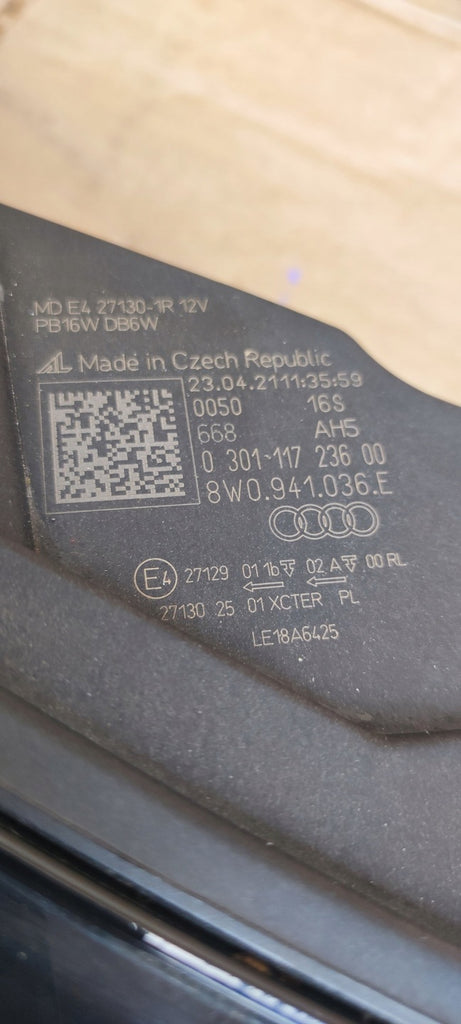 MD E4 27130-1R 12V
PB16W DB6W
AL Made in Czech Republic
23.04.2111:35:59
0050 16S
668 AH5
0 301-117 236 00
8W0.941.036.E
E4 27129 01 1b 02 A .00 RL
27130 25 01 XCTER PL
LE18A6425